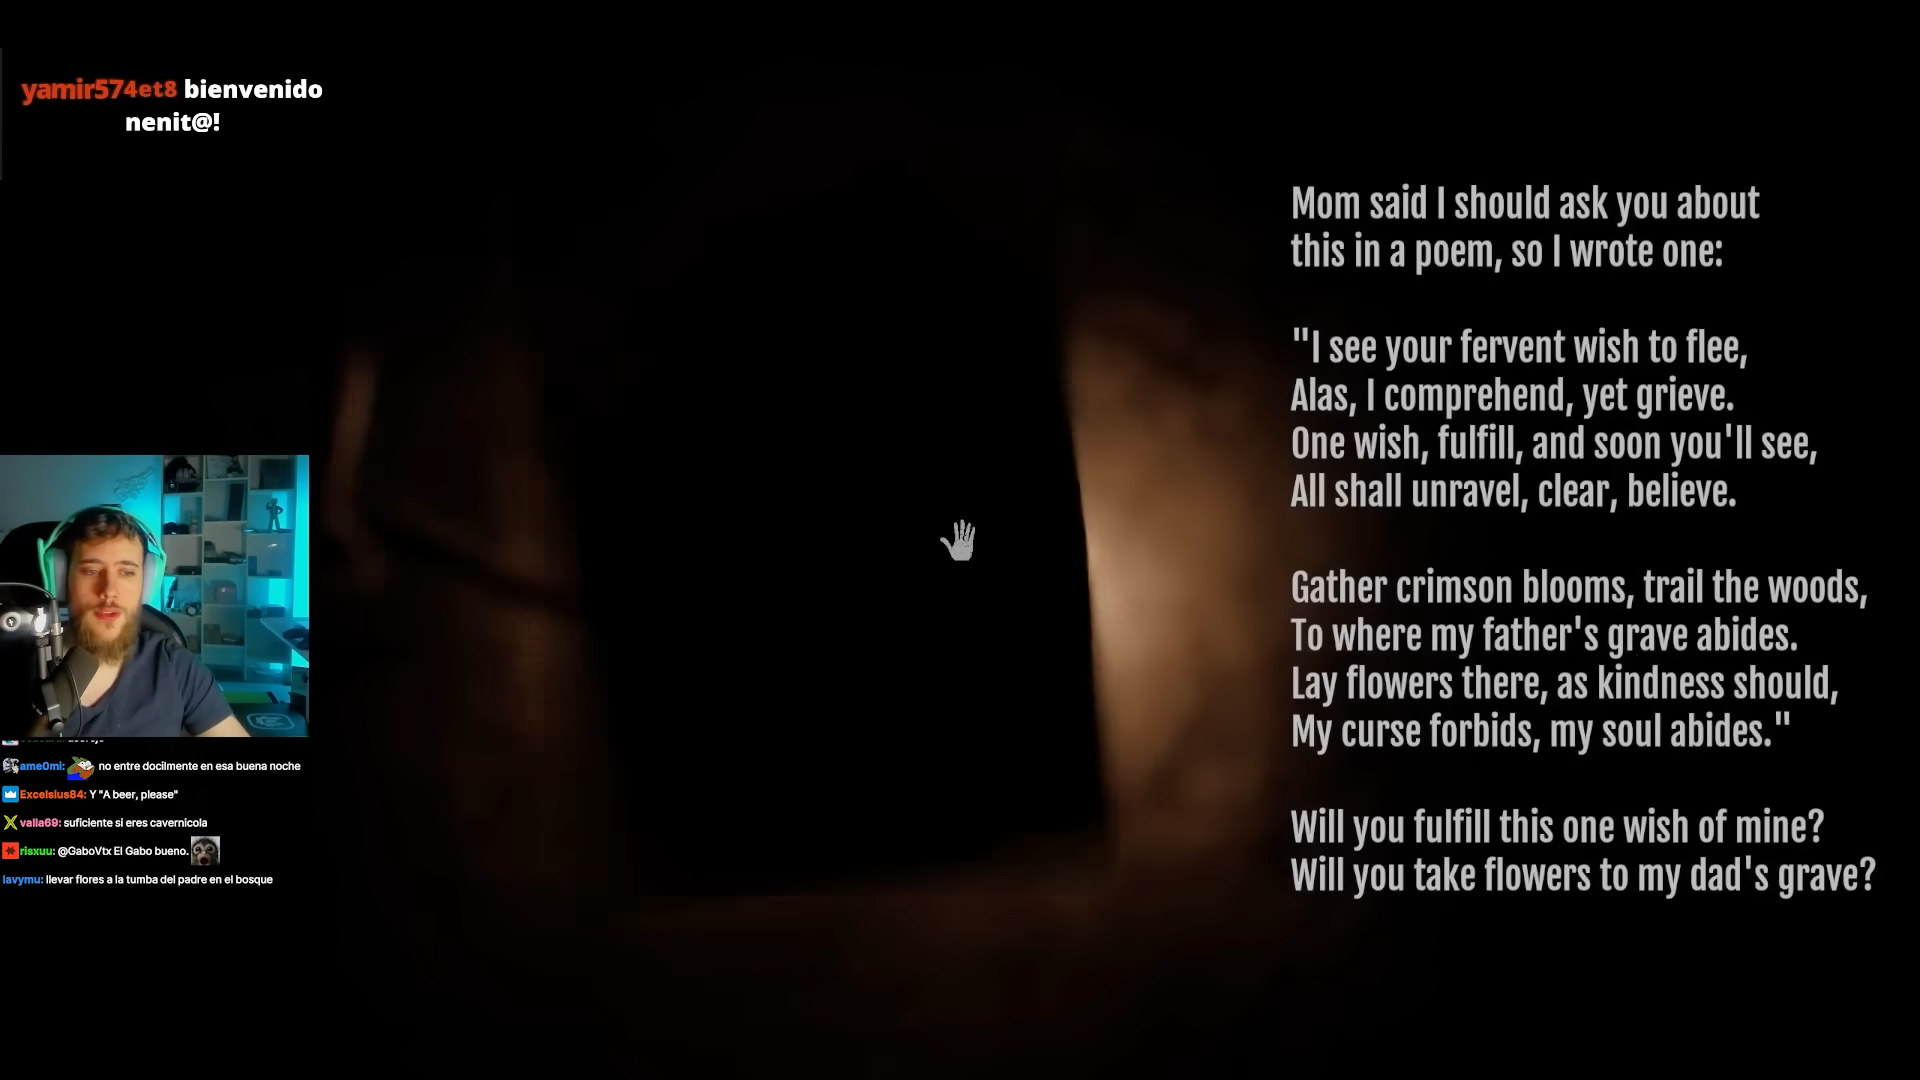 yamir574et8 bienvenido
nenit@!
Mom said I should ask you about
this in a poem, so I wrote one:
"I see your fervent wish to flee,
Alas, I comprehend, yet grieve.
One wish, fulfill, and soon you'll see,
All shall unravel, clear, believe.
Gather crimson blooms, trail the woods,
To where my father's grave abides.
Lay flowers there, as kindness should,
My curse forbids, my soul abides."
Will you fulfill this one wish of mine?
Will you take flowers to my dad's grave?
ame0mi: no entre docilmente en esa buena noche
Excelsius84: Y "A beer, please"
valla69: suficiente si eres cavernicola
risxuu: @GaboVtx El Gabo bueno.
lavymu: llevar flores a la tumba del padre en el bosque